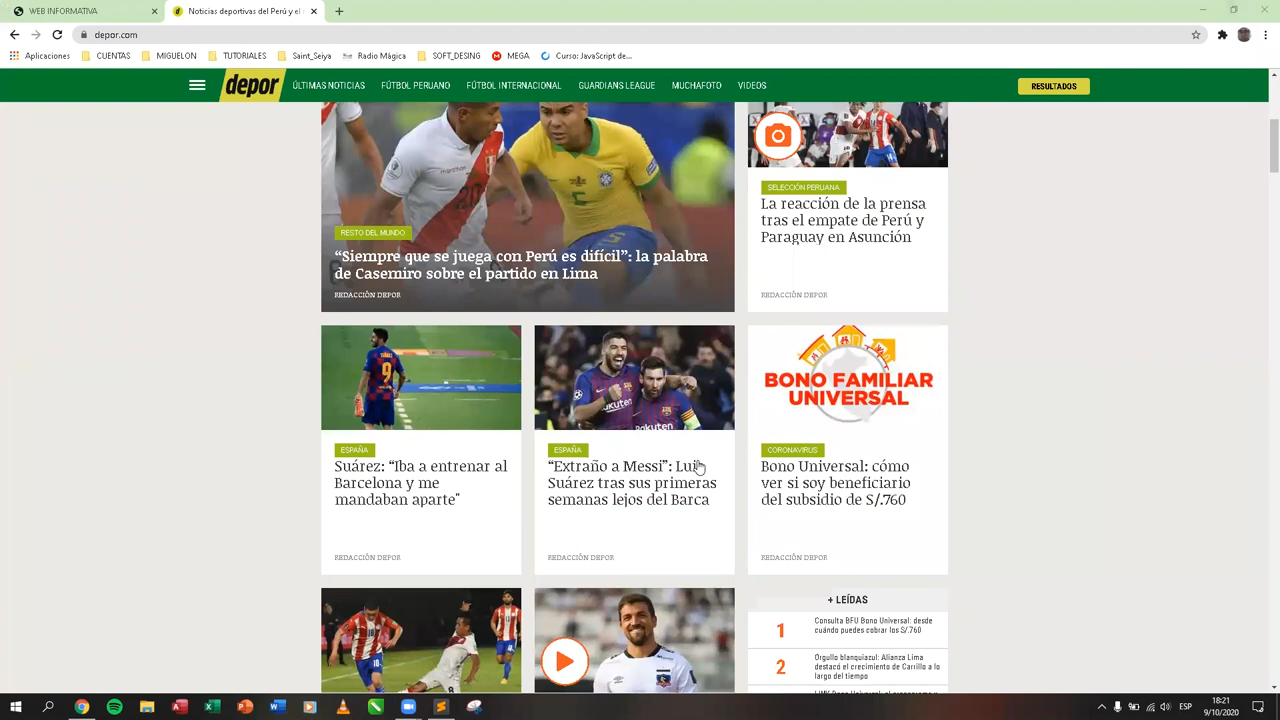 WEB INFORMATIVA
Noticias deportivas del Perú y el
depor.com
Aplicaciones CUENTAS MIGUELON TUTORIALES Saint_Seiya Radio Mágica SOFT_DESING MEGA Curso: JavaScript de...
depor ÚLTIMAS NOTICIAS FÚTBOL PERUANO FÚTBOL INTERNACIONAL GUARDIANS LEAGUE MUCHAFOTO VIDEOS RESULTADOS
RESTO DEL MUNDO
“Siempre que se juega con Perú es difícil”: la palabra
de Casemiro sobre el partido en Lima
REDACCIÓN DEPOR
SELECCIÓN PERUANA
La reacción de la prensa
tras el empate de Perú y
Paraguay en Asunción
REDACCIÓN DEPOR
ESPAÑA
Suárez: “Iba a entrenar al
Barcelona y me
mandaban aparte"
REDACCIÓN DEPOR
ESPAÑA
“Extraño a Messi”: Luis
Suárez tras sus primeras
semanas lejos del Barca
REDACCIÓN DEPOR
BONO FAMILIAR
UNIVERSAL
CORONAVIRUS
Bono Universal: cómo
ver si soy beneficiario
del subsidio de S/.760
REDACCIÓN DEPOR
+ LEÍDAS
1 Consulta BFU Bono Universal: desde
cuándo puedes cobrar los S/.760
2 Orgullo blanquiazul: Alianza Lima
destacó el crecimiento de Carrillo a lo
largo del tiempo
ESP
18:21
9/10/2020